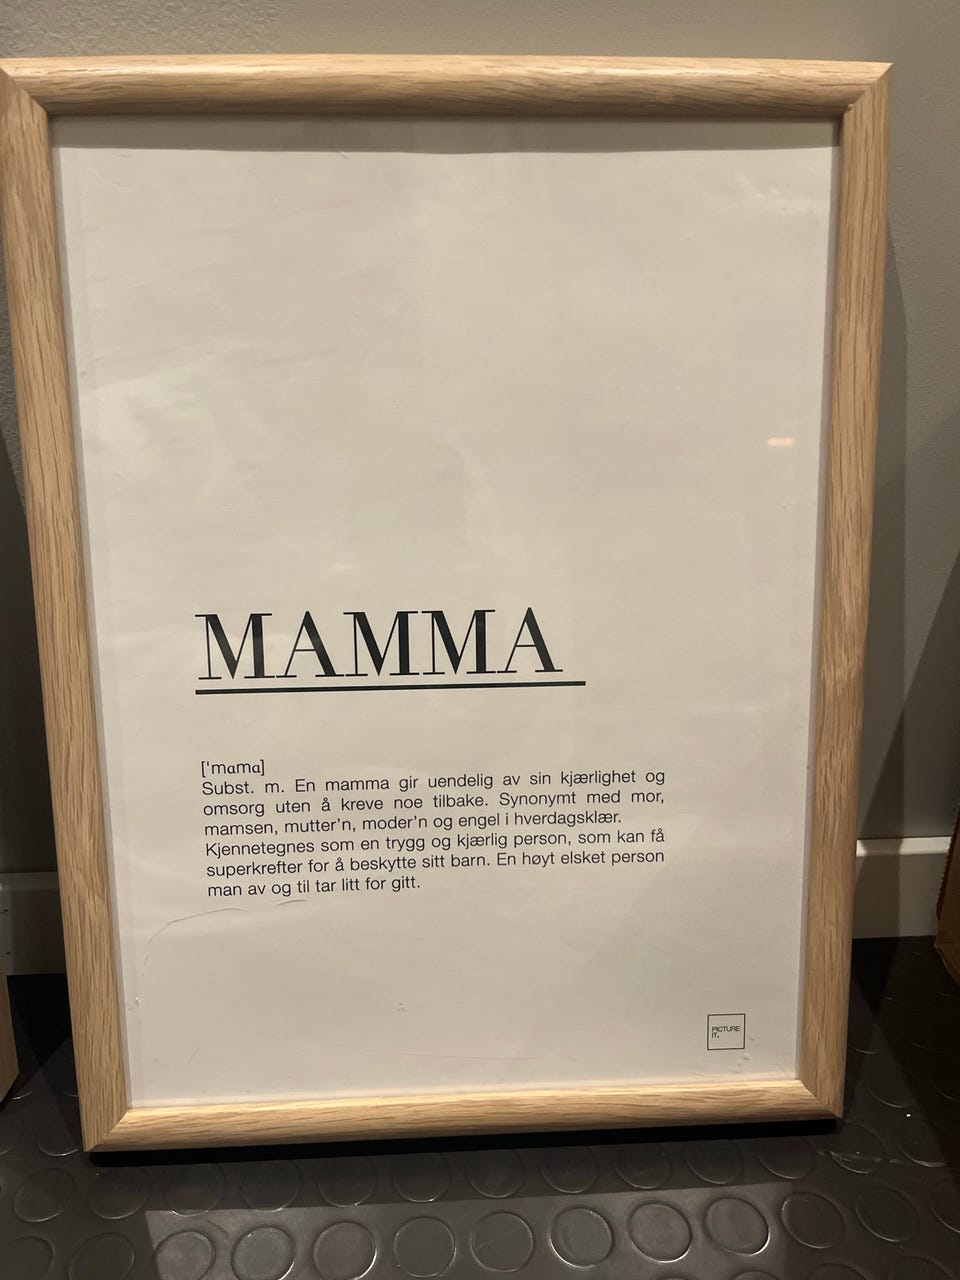 MAMMA
['mɑmɑ]
Subst. m. En mamma gir uendelig av sin kjærlighet og
omsorg uten å kreve noe tilbake. Synonymt med mor,
mamsen, mutter’n, moder’n og engel i hverdagsklær.
Kjennetegnes som en trygg og kjærlig person, som kan få
superkrefter for å beskytte sitt barn. En høyt elsket person
man av og til tar litt for gitt.
PICTURE
IT.